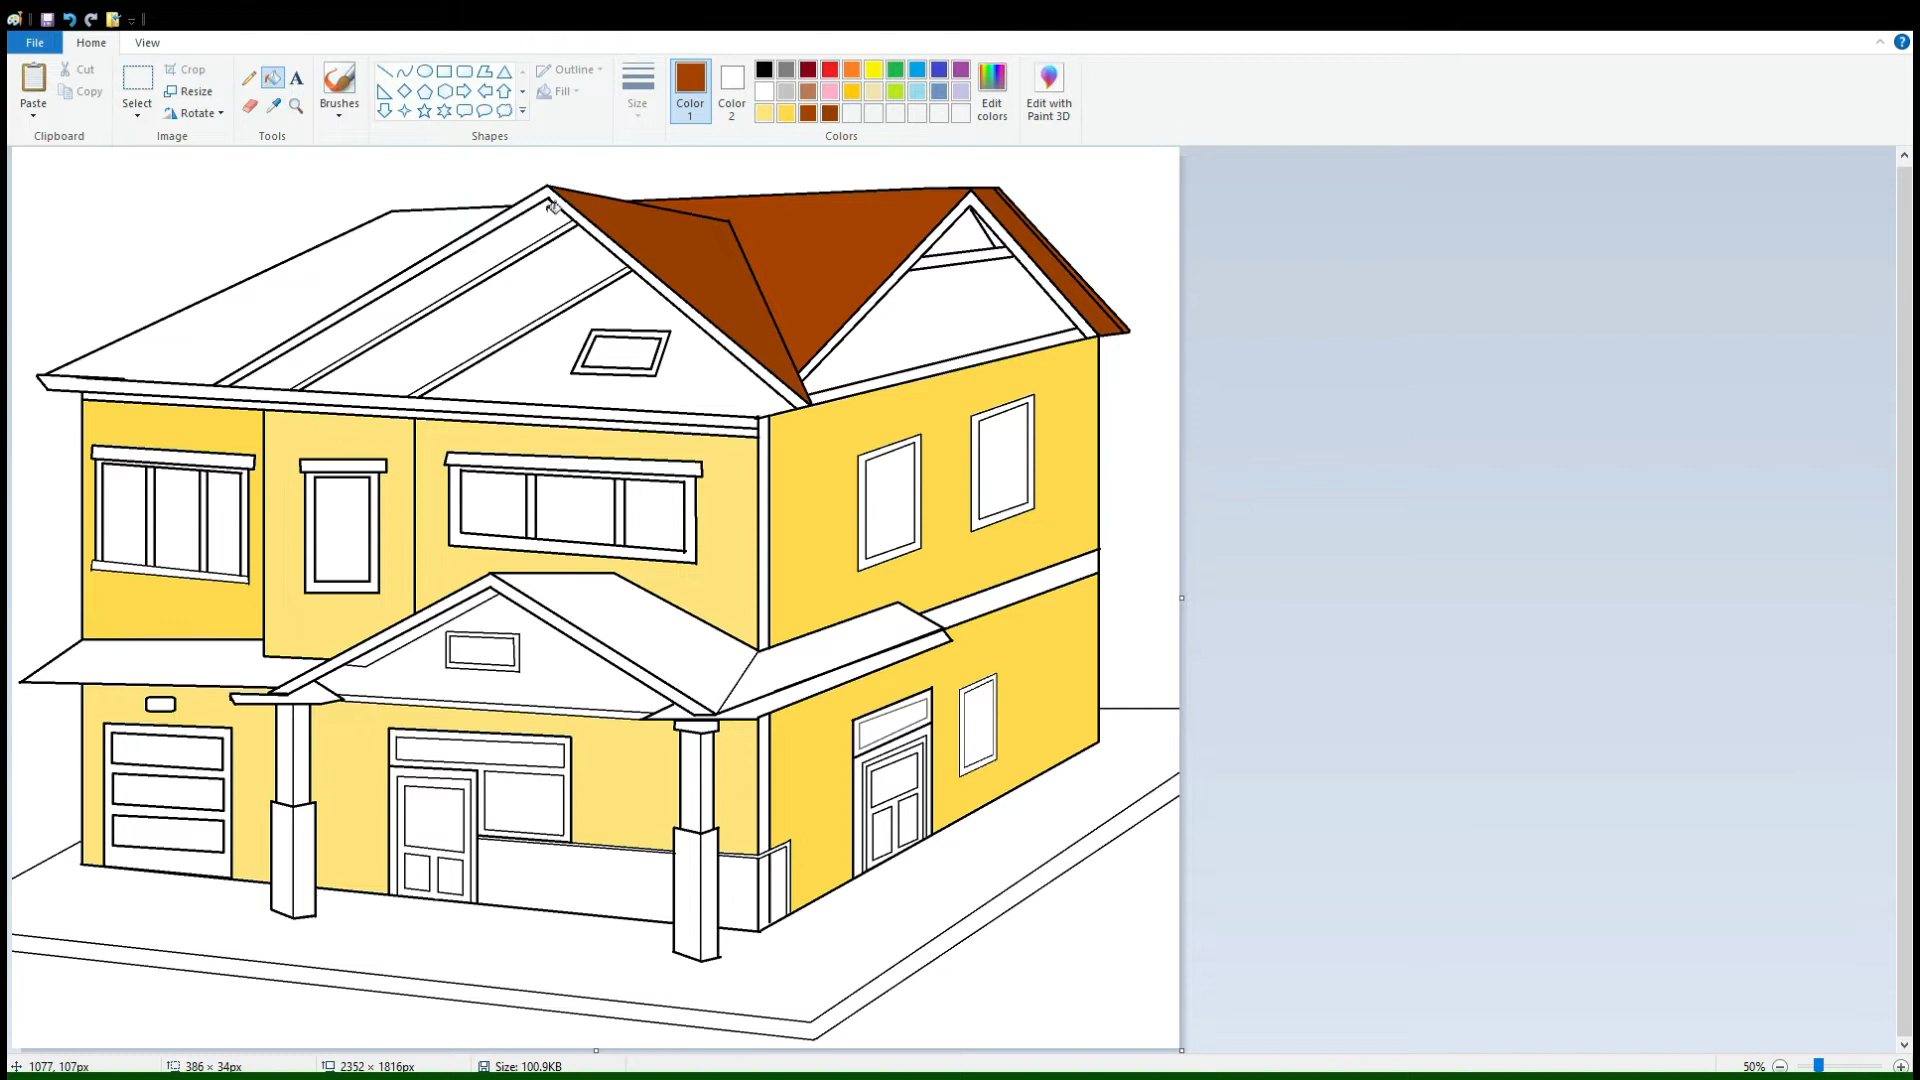 File Home View
Paste
Cut
Copy
Clipboard
Select
Crop
Resize
Rotate
Image
A
Tools
Brushes
Outline
Fill
Shapes
Size
Color 1
Color 2
Edit colors
Colors
Edit with Paint 3D
?
1077, 107px 386 × 34px 2352 × 1816px Size: 100.9KB 50%